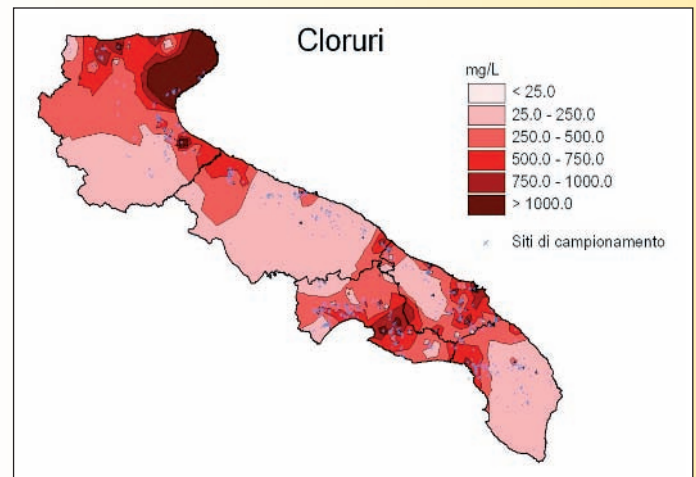 Cloruri
mg/L
< 25.0
25.0 - 250.0
250.0 - 500.0
500.0 - 750.0
750.0 - 1000.0
> 1000.0
Siti di campionamento